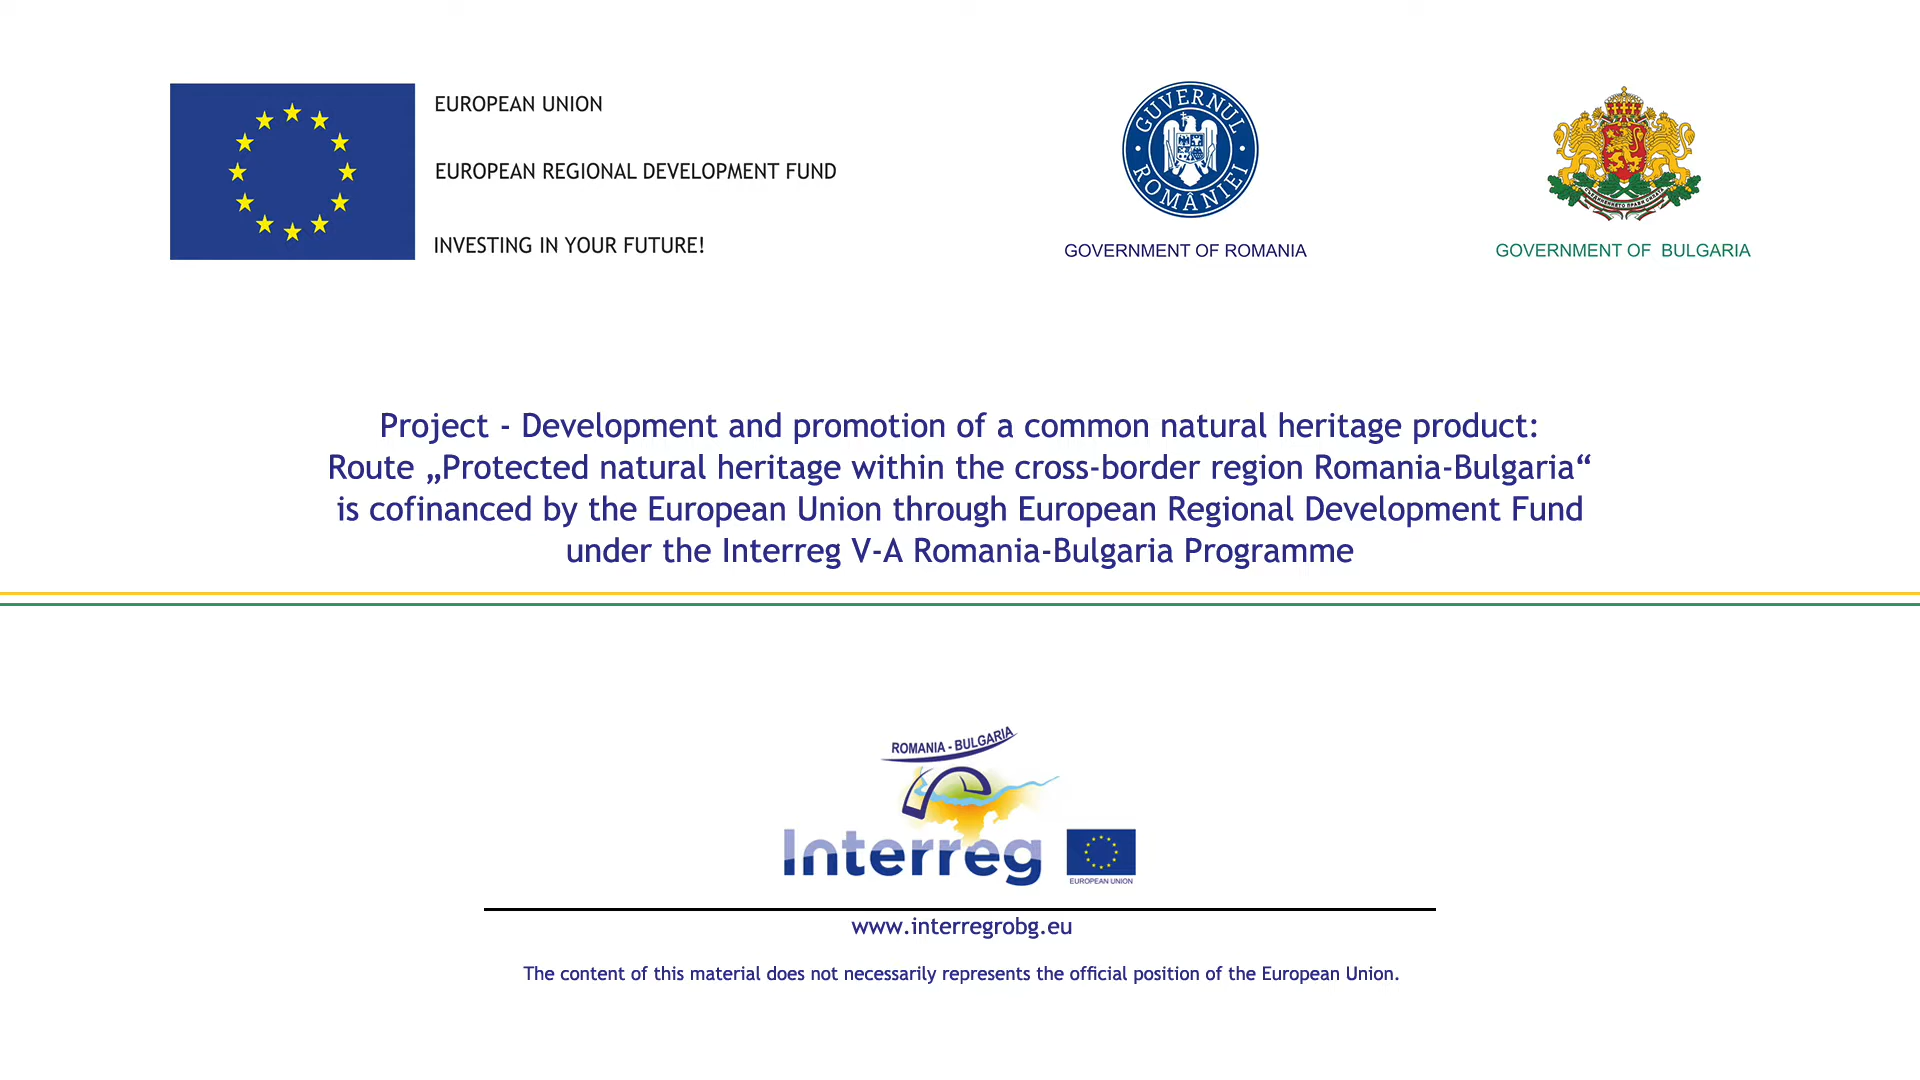 EUROPEAN UNION
EUROPEAN REGIONAL DEVELOPMENT FUND
INVESTING IN YOUR FUTURE!
GUVERNUL ROMÂNIEI
GOVERNMENT OF ROMANIA
GOVERNMENT OF BULGARIA
Project - Development and promotion of a common natural heritage product:
Route „Protected natural heritage within the cross-border region Romania-Bulgaria“
is cofinanced by the European Union through European Regional Development Fund
under the Interreg V-A Romania-Bulgaria Programme
ROMANIA - BULGARIA
Interreg
EUROPEAN UNION
www.interregrobg.eu
The content of this material does not necessarily represents the official position of the European Union.